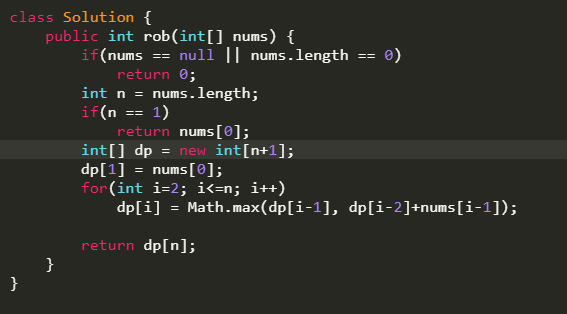 class Solution {
    public int rob(int[] nums) {
        if(nums == null || nums.length == 0)
            return 0;
        int n = nums.length;
        if(n == 1)
            return nums[0];
        int[] dp = new int[n+1];
        dp[1] = nums[0];
        for(int i=2; i<=n; i++)
            dp[i] = Math.max(dp[i-1], dp[i-2]+nums[i-1]);

        return dp[n];
    }
}